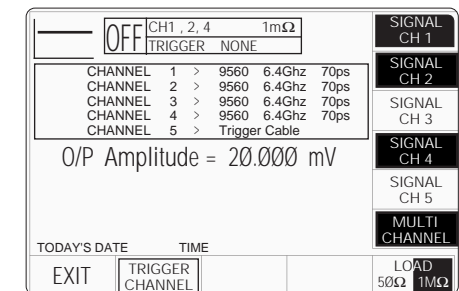 OFF
CH1 , 2, 4 1mΩ
TRIGGER NONE
CHANNEL 1 > 9560 6.4Ghz 70ps
CHANNEL 2 > 9560 6.4Ghz 70ps
CHANNEL 3 > 9560 6.4Ghz 70ps
CHANNEL 4 > 9560 6.4Ghz 70ps
CHANNEL 5 > Trigger Cable
O/P Amplitude = 2Ø.ØØØ mV
TODAY'S DATE TIME
EXIT
TRIGGER
CHANNEL
SIGNAL
CH 1
SIGNAL
CH 2
SIGNAL
CH 3
SIGNAL
CH 4
SIGNAL
CH 5
MULTI
CHANNEL
LOAD
5ØΩ 1MΩ